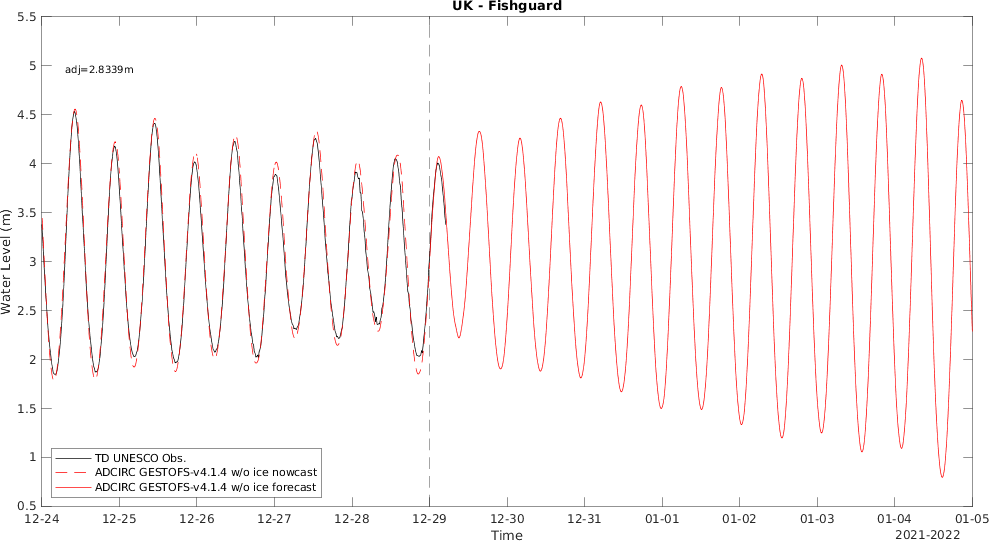 UK - Fishguard
5.5
5
4.5
4
3.5
3
2.5
2
1.5
1
0.5
Water Level (m)
adj=2.8339m
TD UNESCO Obs.
ADCIRC GESTOFS-v4.1.4 w/o ice nowcast
ADCIRC GESTOFS-v4.1.4 w/o ice forecast
12-24 12-25 12-26 12-27 12-28 12-29 12-30 12-31 01-01 01-02 01-03 01-04 01-05
Time
2021-2022